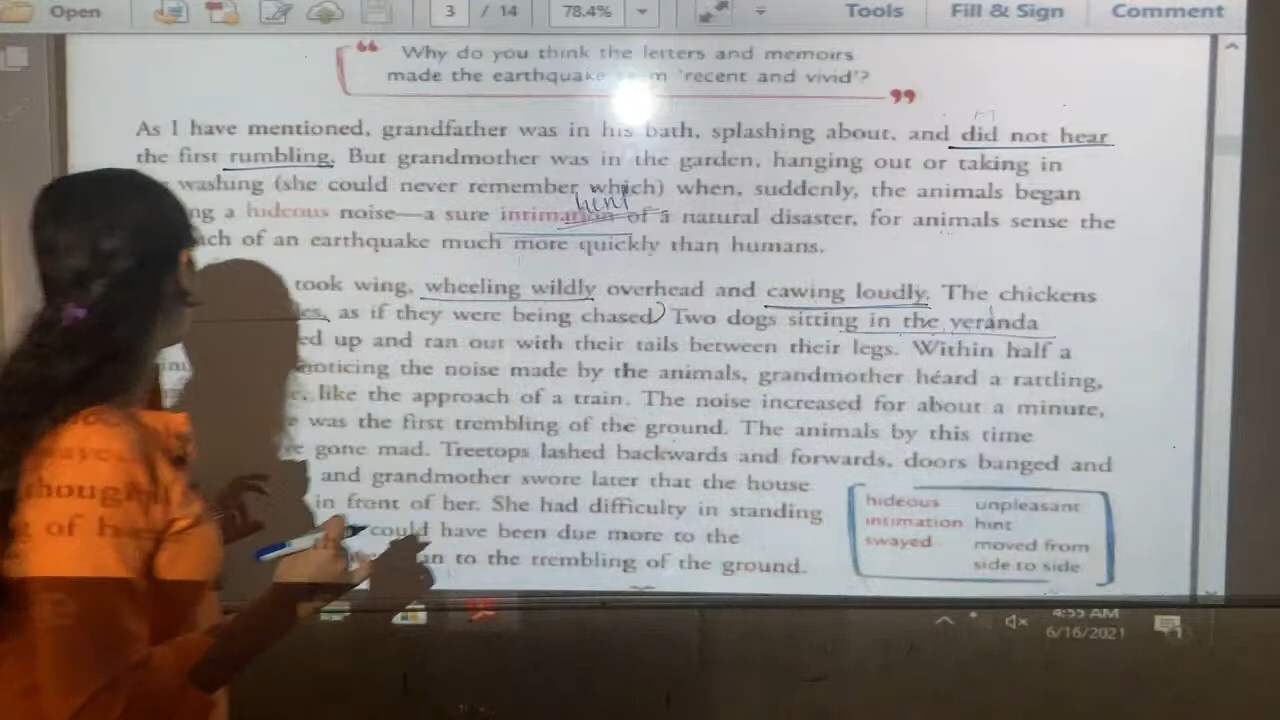 Open 3 / 14 78.4% Tools Fill & Sign Comment
“ Why do you think the letters and memoirs
made the earthquake 'recent and vivid'? ”
As I have mentioned, grandfather was in his bath, splashing about, and did not hear
the first rumbling. But grandmother was in the garden, hanging out or taking in
washing (she could never remember which) when, suddenly, the animals began
hint
a hideous noise—a sure intimation of a natural disaster, for animals sense the
of an earthquake much more quickly than humans.
took wing, wheeling wildly overhead and cawing loudly. The chickens
as if they were being chased. Two dogs sitting in the veranda
up and ran out with their tails between their legs. Within half a
noticing the noise made by the animals, grandmother heard a rattling,
like the approach of a train. The noise increased for about a minute,
was the first trembling of the ground. The animals by this time
gone mad. Treetops lashed backwards and forwards, doors banged and
and grandmother swore later that the house
in front of her. She had difficulty in standing
could have been due more to the
to the trembling of the ground.
hideous unpleasant
intimation hint
swayed moved from
side to side
4:55 AM
6/16/2021